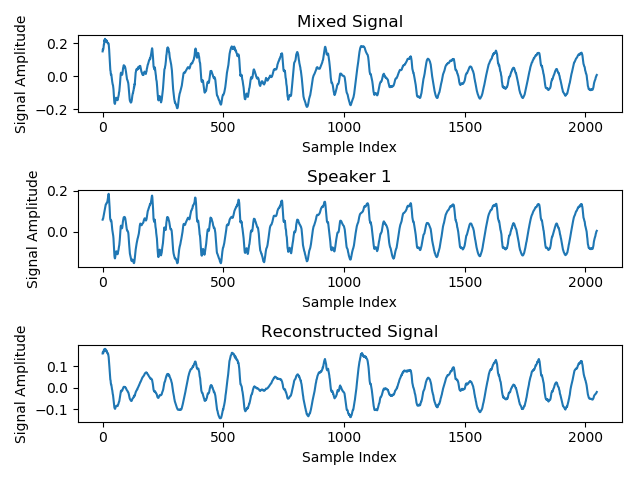 Mixed Signal
Signal Amplitude
0.2
0.0
−0.2
0
500
1000
1500
2000
Sample Index
Speaker 1
Signal Amplitude
0.2
0.0
0
500
1000
1500
2000
Sample Index
Reconstructed Signal
Signal Amplitude
0.1
0.0
−0.1
0
500
1000
1500
2000
Sample Index